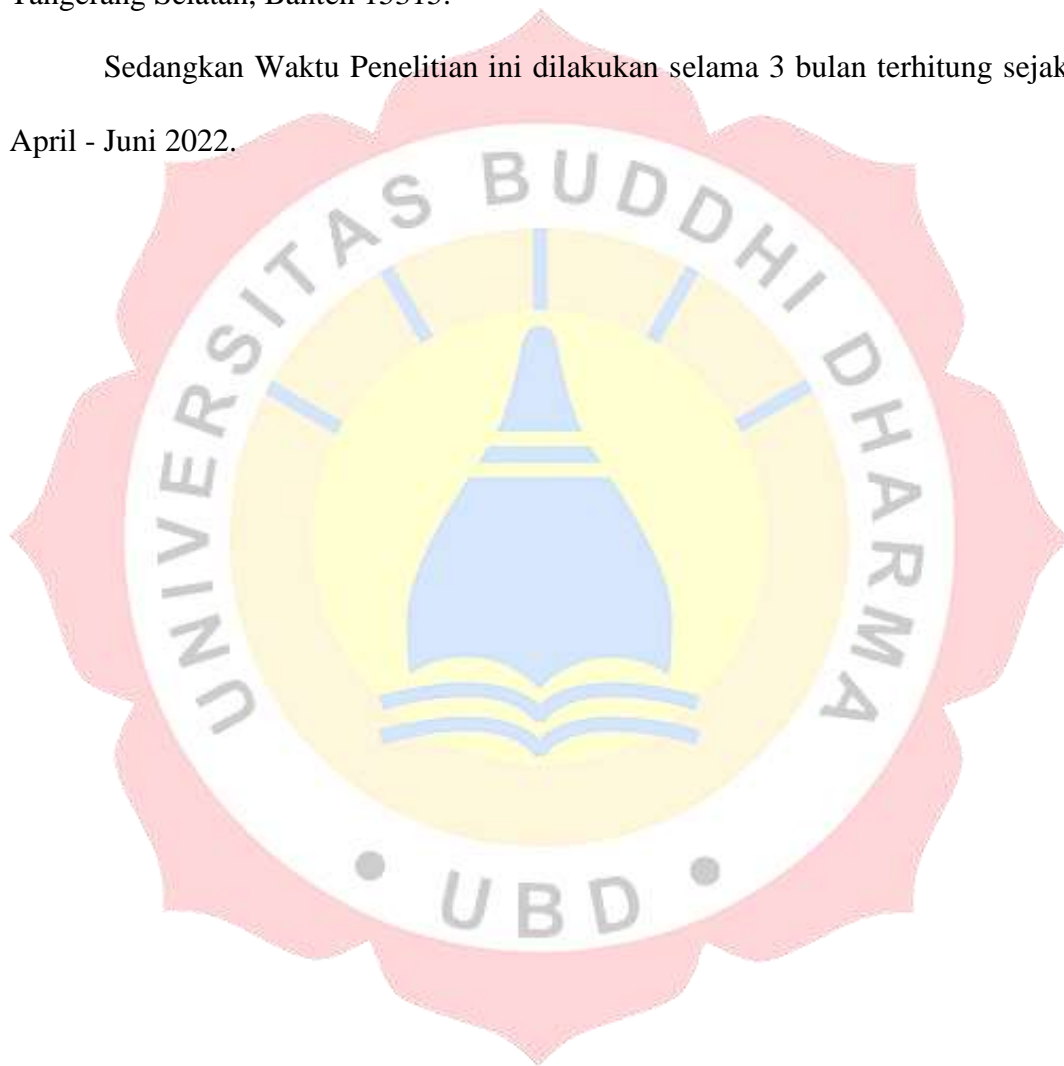 Tangerang Selatan, Banten 15315.
Sedangkan Waktu Penelitian ini dilakukan selama 3 bulan terhitung sejak
April - Juni 2022.
UNIVERSITAS BUDDHI DHARMA
• UBD •